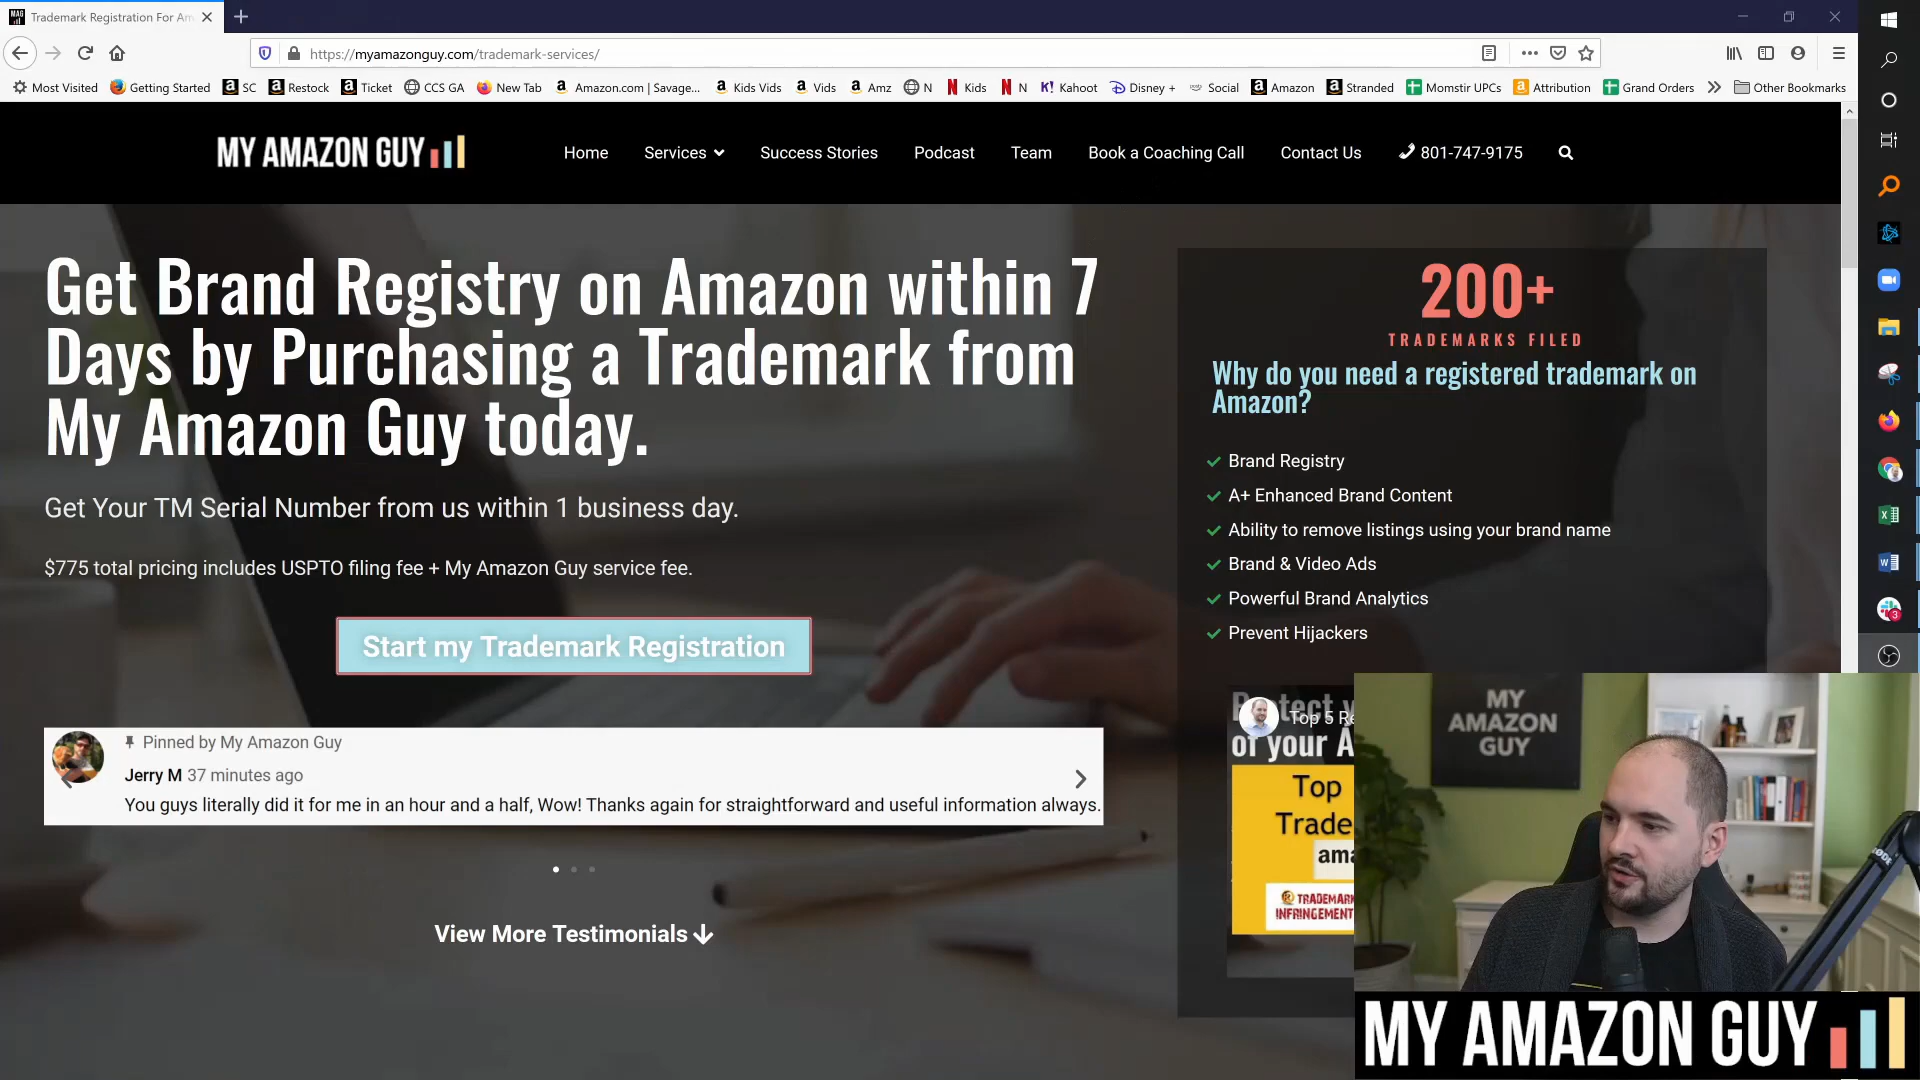 Trademark Registration For Am
https://myamazonguy.com/trademark-services/
Most Visited Getting Started SC Restock Ticket CCS GA New Tab Amazon.com | Savage... Kids Vids Vids Amz N Kids N Kahoot Disney + Social Amazon Stranded Momstir UPCs Attribution Grand Orders Other Bookmarks
MY AMAZON GUY
Home Services Success Stories Podcast Team Book a Coaching Call Contact Us 801-747-9175
Get Brand Registry on Amazon within 7
Days by Purchasing a Trademark from
My Amazon Guy today.
Get Your TM Serial Number from us within 1 business day.
$775 total pricing includes USPTO filing fee + My Amazon Guy service fee.
Start my Trademark Registration
Pinned by My Amazon Guy
Jerry M 37 minutes ago
You guys literally did it for me in an hour and a half, Wow! Thanks again for straightforward and useful information always.
View More Testimonials
200+
TRADEMARKS FILED
Why do you need a registered trademark on
Amazon?
Brand Registry
A+ Enhanced Brand Content
Ability to remove listings using your brand name
Brand & Video Ads
Powerful Brand Analytics
Prevent Hijackers
Protect
Top 5 Re
of your A
Top
Trade
ama
TRADEMARK
INFRINGEMENT
MY
AMAZON
GUY
MY AMAZON GUY